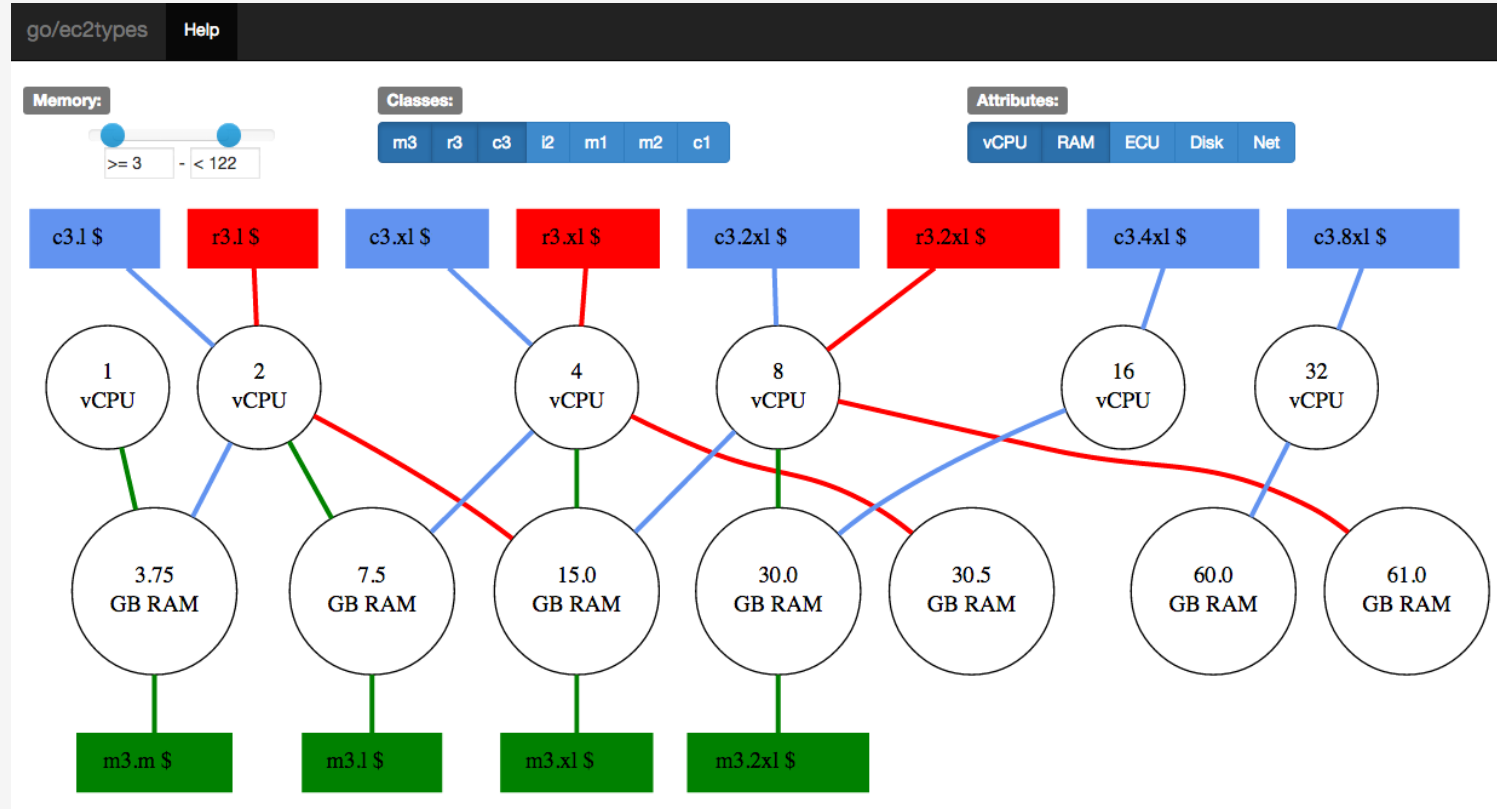 go/ec2types Help
Memory: Classes: Attributes:
m3 r3 c3 i2 m1 m2 c1 vCPU RAM ECU Disk Net
>= 3 - < 122
c3.l $ r3.l $ c3.xl $ r3.xl $ c3.2xl $ r3.2xl $ c3.4xl $ c3.8xl $
1 2 4 8 16 32
vCPU vCPU vCPU vCPU vCPU vCPU
3.75 7.5 15.0 30.0 30.5 60.0 61.0
GB RAM GB RAM GB RAM GB RAM GB RAM GB RAM GB RAM
m3.m $ m3.l $ m3.xl $ m3.2xl $